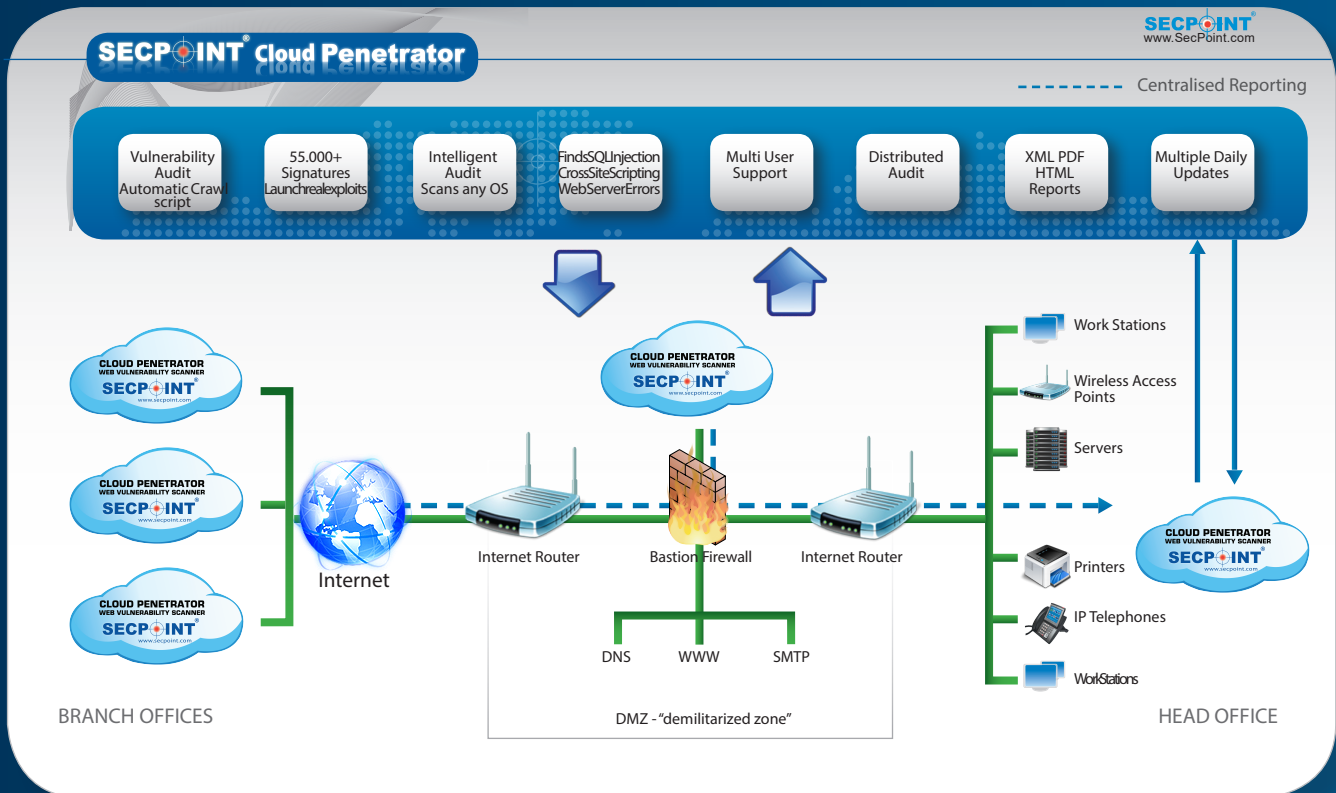 SECPOINT®
www.SecPoint.com
SECPOINT® Cloud Penetrator
Centralised Reporting
Vulnerability
Audit
Automatic Crawl
script
55.000+
Signatures
Launchrealexploits
Intelligent
Audit
Scans any OS
FindsSQLInjection
CrossSiteScripting
WebServerErrors
Multi User
Support
Distributed
Audit
XML PDF
HTML
Reports
Multiple Daily
Updates
CLOUD PENETRATOR
WEB VULNERABILITY SCANNER
SECPOINT®
www.secpoint.com
CLOUD PENETRATOR
WEB VULNERABILITY SCANNER
SECPOINT®
www.secpoint.com
CLOUD PENETRATOR
WEB VULNERABILITY SCANNER
SECPOINT®
www.secpoint.com
Internet
BRANCH OFFICES
CLOUD PENETRATOR
WEB VULNERABILITY SCANNER
SECPOINT®
www.secpoint.com
Internet Router
Bastion Firewall
Internet Router
DNS
WWW
SMTP
DMZ - “demilitarized zone”
Work Stations
Wireless Access
Points
Servers
Printers
IP Telephones
WorkStations
CLOUD PENETRATOR
WEB VULNERABILITY SCANNER
SECPOINT®
www.secpoint.com
HEAD OFFICE